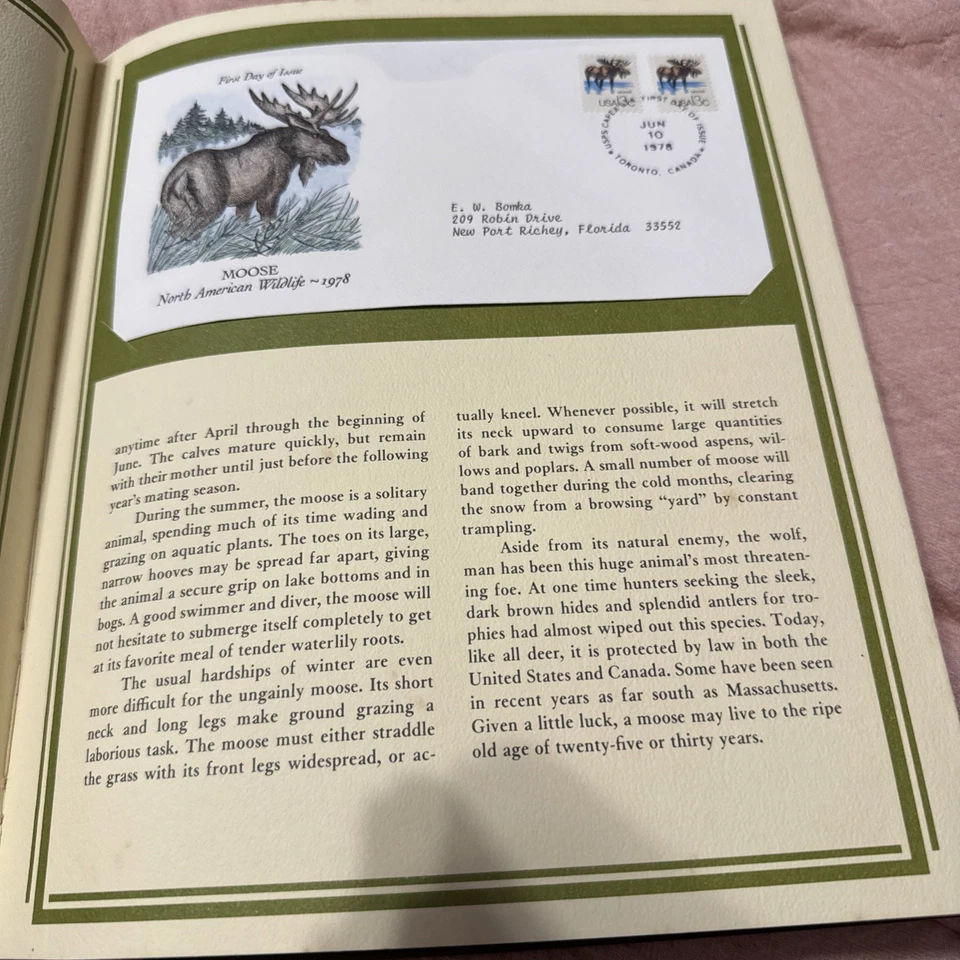 First Day of Issue
USA 13c
USA 13c
USPS CAPEX ★ FIRST DAY OF ISSUE ★ TORONTO, CANADA
JUN
10
1978
E. W. Bomka
209 Robin Drive
New Port Richey, Florida 33552
MOOSE
North American Wildlife ~ 1978
anytime after April through the beginning of
June. The calves mature quickly, but remain
with their mother until just before the following
year's mating season.
During the summer, the moose is a solitary
animal, spending much of its time wading and
grazing on aquatic plants. The toes on its large,
narrow hooves may be spread far apart, giving
the animal a secure grip on lake bottoms and in
bogs. A good swimmer and diver, the moose will
not hesitate to submerge itself completely to get
at its favorite meal of tender waterlily roots.
The usual hardships of winter are even
more difficult for the ungainly moose. Its short
neck and long legs make ground grazing a
laborious task. The moose must either straddle
the grass with its front legs widespread, or ac-
tually kneel. Whenever possible, it will stretch
its neck upward to consume large quantities
of bark and twigs from soft-wood aspens, wil-
lows and poplars. A small number of moose will
band together during the cold months, clearing
the snow from a browsing “yard” by constant
trampling.
Aside from its natural enemy, the wolf,
man has been this huge animal's most threaten-
ing foe. At one time hunters seeking the sleek,
dark brown hides and splendid antlers for tro-
phies had almost wiped out this species. Today,
like all deer, it is protected by law in both the
United States and Canada. Some have been seen
in recent years as far south as Massachusetts.
Given a little luck, a moose may live to the ripe
old age of twenty-five or thirty years.